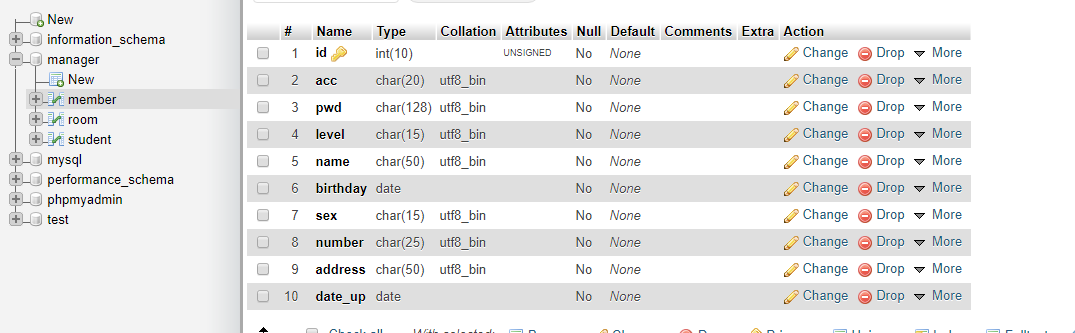 New
information_schema
manager
New
member
room
student
mysql
performance_schema
phpmyadmin
test
# Name Type Collation Attributes Null Default Comments Extra Action
1 id int(10) UNSIGNED No None Change Drop More
2 acc char(20) utf8_bin No None Change Drop More
3 pwd char(128) utf8_bin No None Change Drop More
4 level char(15) utf8_bin No None Change Drop More
5 name char(50) utf8_bin No None Change Drop More
6 birthday date No None Change Drop More
7 sex char(15) utf8_bin No None Change Drop More
8 number char(25) utf8_bin No None Change Drop More
9 address char(50) utf8_bin No None Change Drop More
10 date_up date No None Change Drop More
Check all With selected: